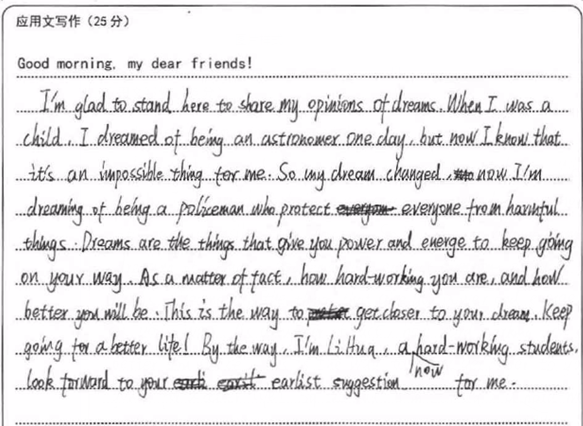 应用文写作（25分）
Good morning, my dear friends!
I'm glad to stand here to share my opinions of dreams. When I was a
child, I dreamed of being an astronomer one day, but now I know that
it's an impossible thing for me. So my dream changed, now I'm
dreaming of being a policeman who protect everyone from harmful
things. Dreams are the things that give you power and energe to keep going
on your way. As a matter of fact, how hard-working you are, and how
better you will be. This is the way to get closer to your dream. Keep
going for a better life! By the way, I'm Li Hua, a hard-working students,
now
look forward to your earlist suggestion for me.